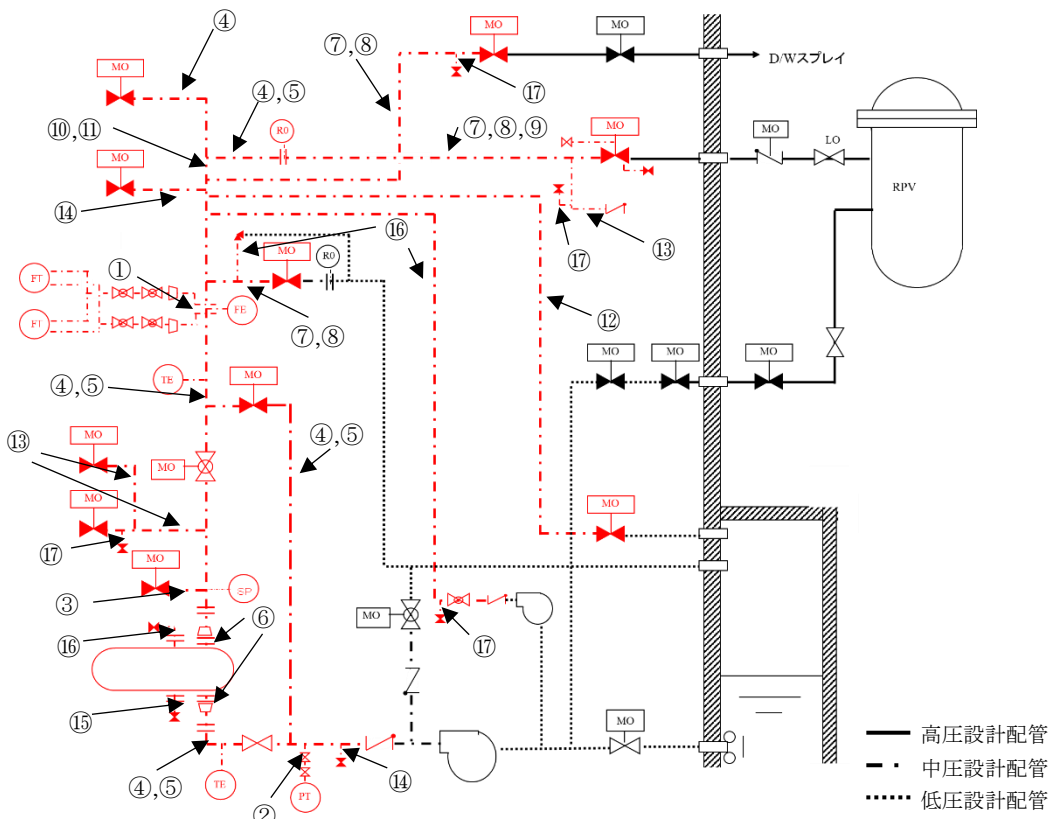 ④
MO
⑦,⑧
MO
MO
D/Wスプレイ
⑰
④,⑤
⑦,⑧,⑨
⑩,⑪
RO
MO
MO
LO
MO
RPV
⑭
⑰
⑬
⑯
RO
MO
①
FT
FT
FE
⑦,⑧
⑫
TE
MO
MO
MO
MO
④,⑤
④,⑤
⑬
MO
MO
MO
MO
⑰
MO
③
SP
⑯
⑥
MO
⑰
⑮
MO
④,⑤
TE
②
PT
⑭
高圧設計配管
中圧設計配管
低圧設計配管